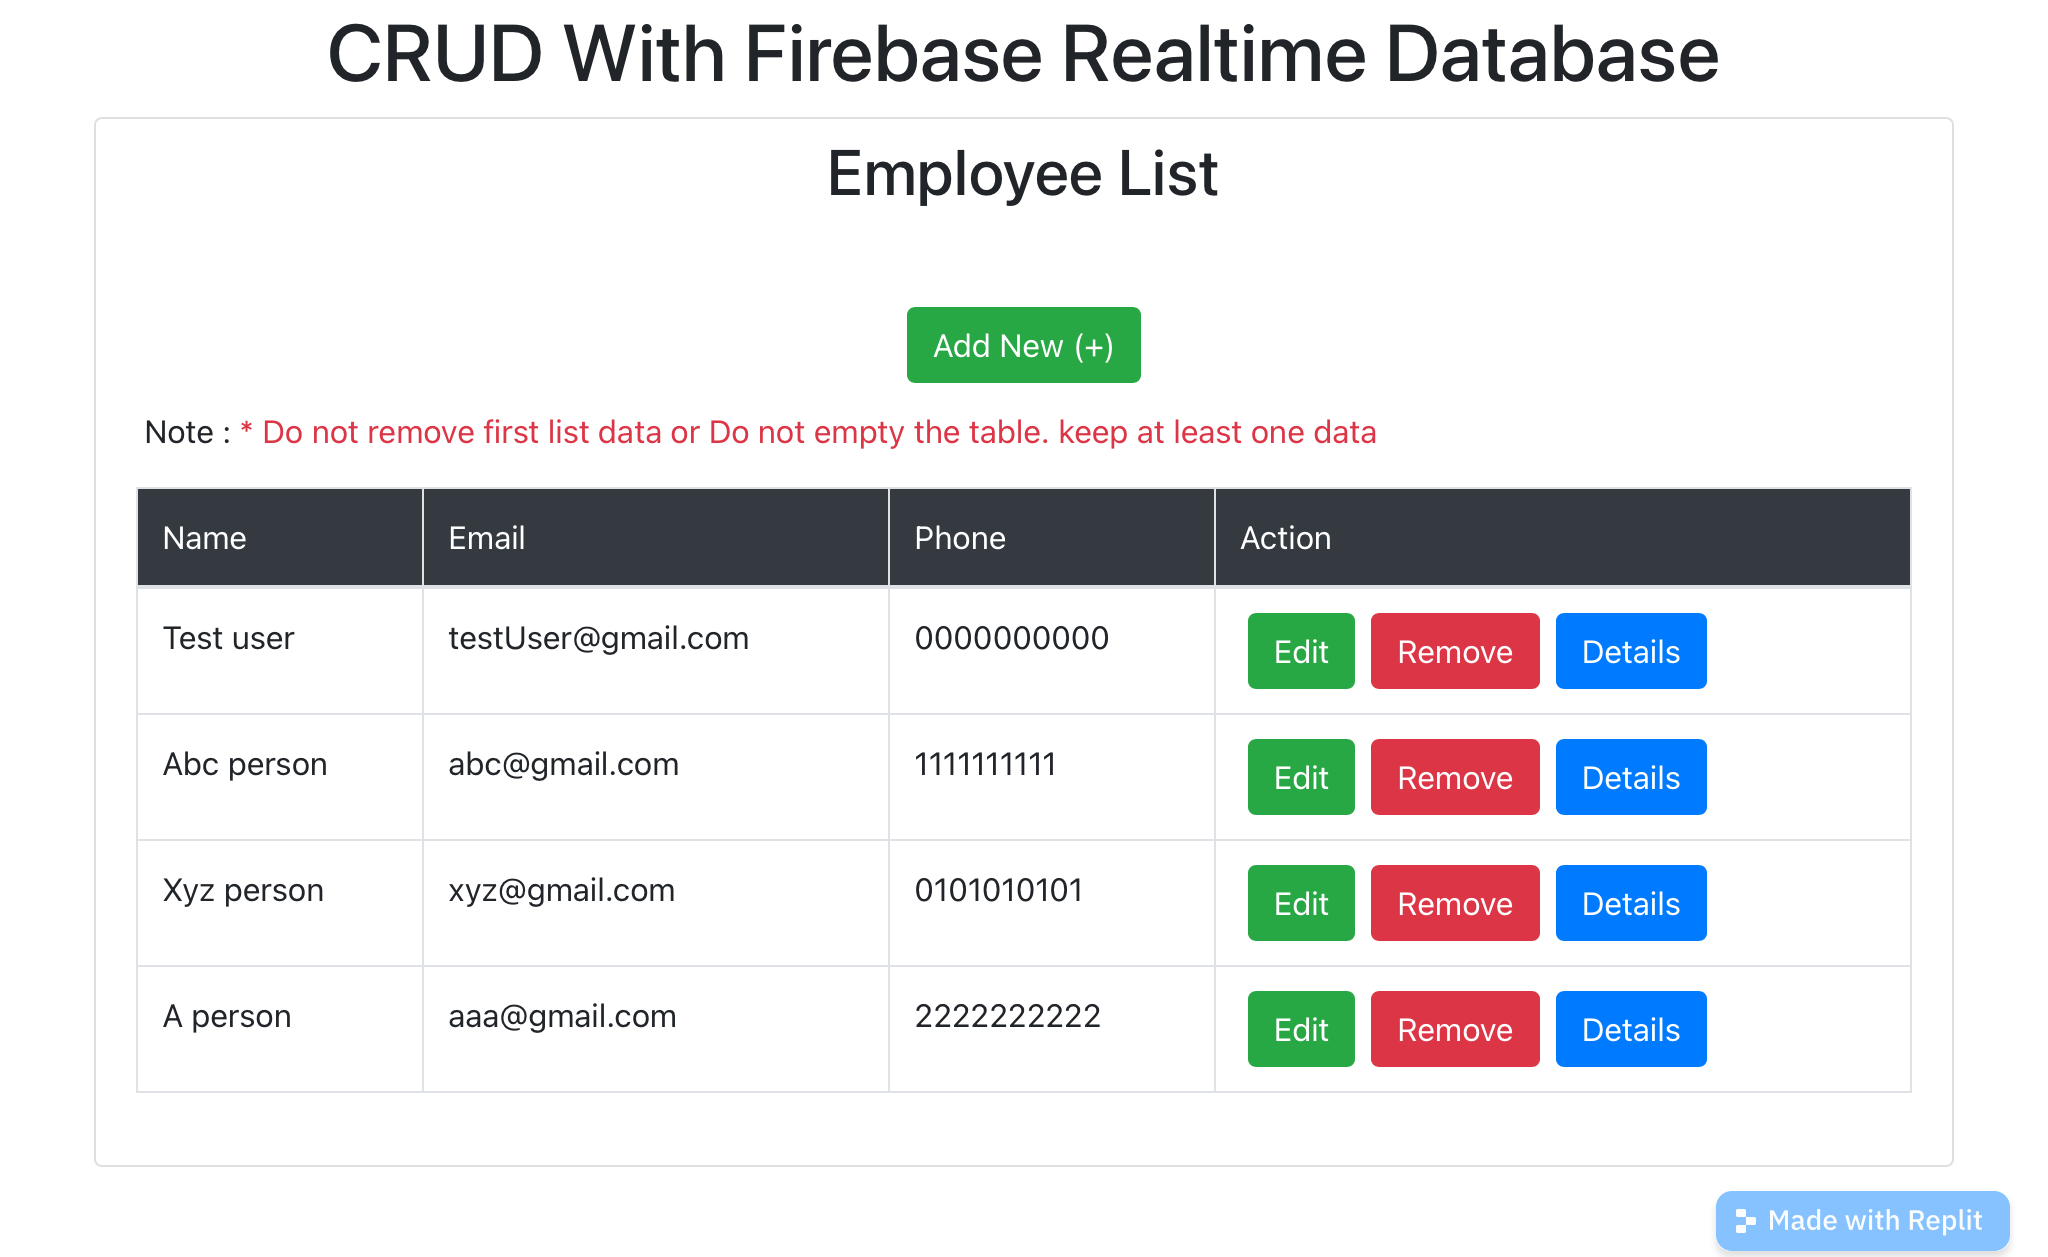 CRUD With Firebase Realtime Database
Employee List
Add New (+)
Note : * Do not remove first list data or Do not empty the table. keep at least one data
Name Email Phone Action
Test user testUser@gmail.com 0000000000 Edit Remove Details
Abc person abc@gmail.com 1111111111 Edit Remove Details
Xyz person xyz@gmail.com 0101010101 Edit Remove Details
A person aaa@gmail.com 2222222222 Edit Remove Details
Made with Replit